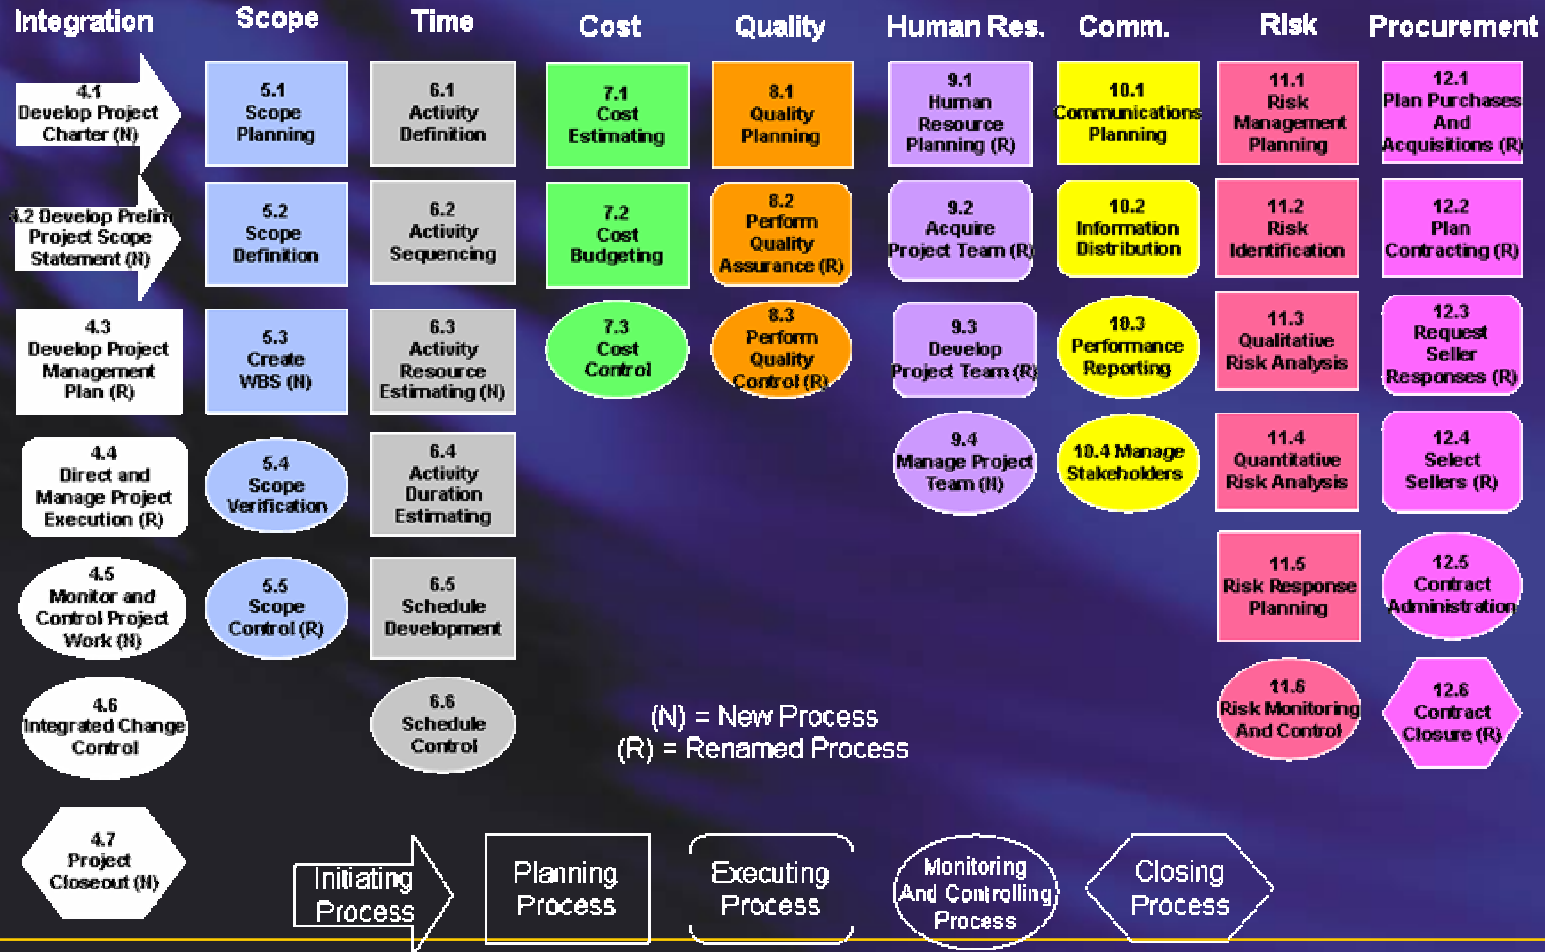 Integration
Scope
Time
Cost
Quality
Human Res.
Comm.
Risk
Procurement
4.1
Develop Project
Charter (N)
5.1
Scope
Planning
6.1
Activity
Definition
7.1
Cost
Estimating
8.1
Quality
Planning
9.1
Human
Resource
Planning (R)
10.1
Communications
Planning
11.1
Risk
Management
Planning
12.1
Plan Purchases
And
Acquisitions (R)
4.2 Develop Prelim
Project Scope
Statement (N)
5.2
Scope
Definition
6.2
Activity
Sequencing
7.2
Cost
Budgeting
8.2
Perform
Quality
Assurance (R)
9.2
Acquire
Project Team (R)
10.2
Information
Distribution
11.2
Risk
Identification
12.2
Plan
Contracting (R)
4.3
Develop Project
Management
Plan (R)
5.3
Create
WBS (N)
6.3
Activity
Resource
Estimating (N)
7.3
Cost
Control
8.3
Perform
Quality
Control (R)
9.3
Develop
Project Team (R)
10.3
Performance
Reporting
11.3
Qualitative
Risk Analysis
12.3
Request
Seller
Responses (R)
4.4
Direct and
Manage Project
Execution (R)
5.4
Scope
Verification
6.4
Activity
Duration
Estimating
9.4
Manage Project
Team (N)
10.4 Manage
Stakeholders
11.4
Quantitative
Risk Analysis
12.4
Select
Sellers (R)
4.5
Monitor and
Control Project
Work (N)
5.5
Scope
Control (R)
6.5
Schedule
Development
11.5
Risk Response
Planning
12.5
Contract
Administration
4.6
Integrated Change
Control
6.6
Schedule
Control
11.6
Risk Monitoring
And Control
12.6
Contract
Closure (R)
(N) = New Process
(R) = Renamed Process
4.7
Project
Closeout (N)
Initiating
Process
Planning
Process
Executing
Process
Monitoring
And Controlling
Process
Closing
Process